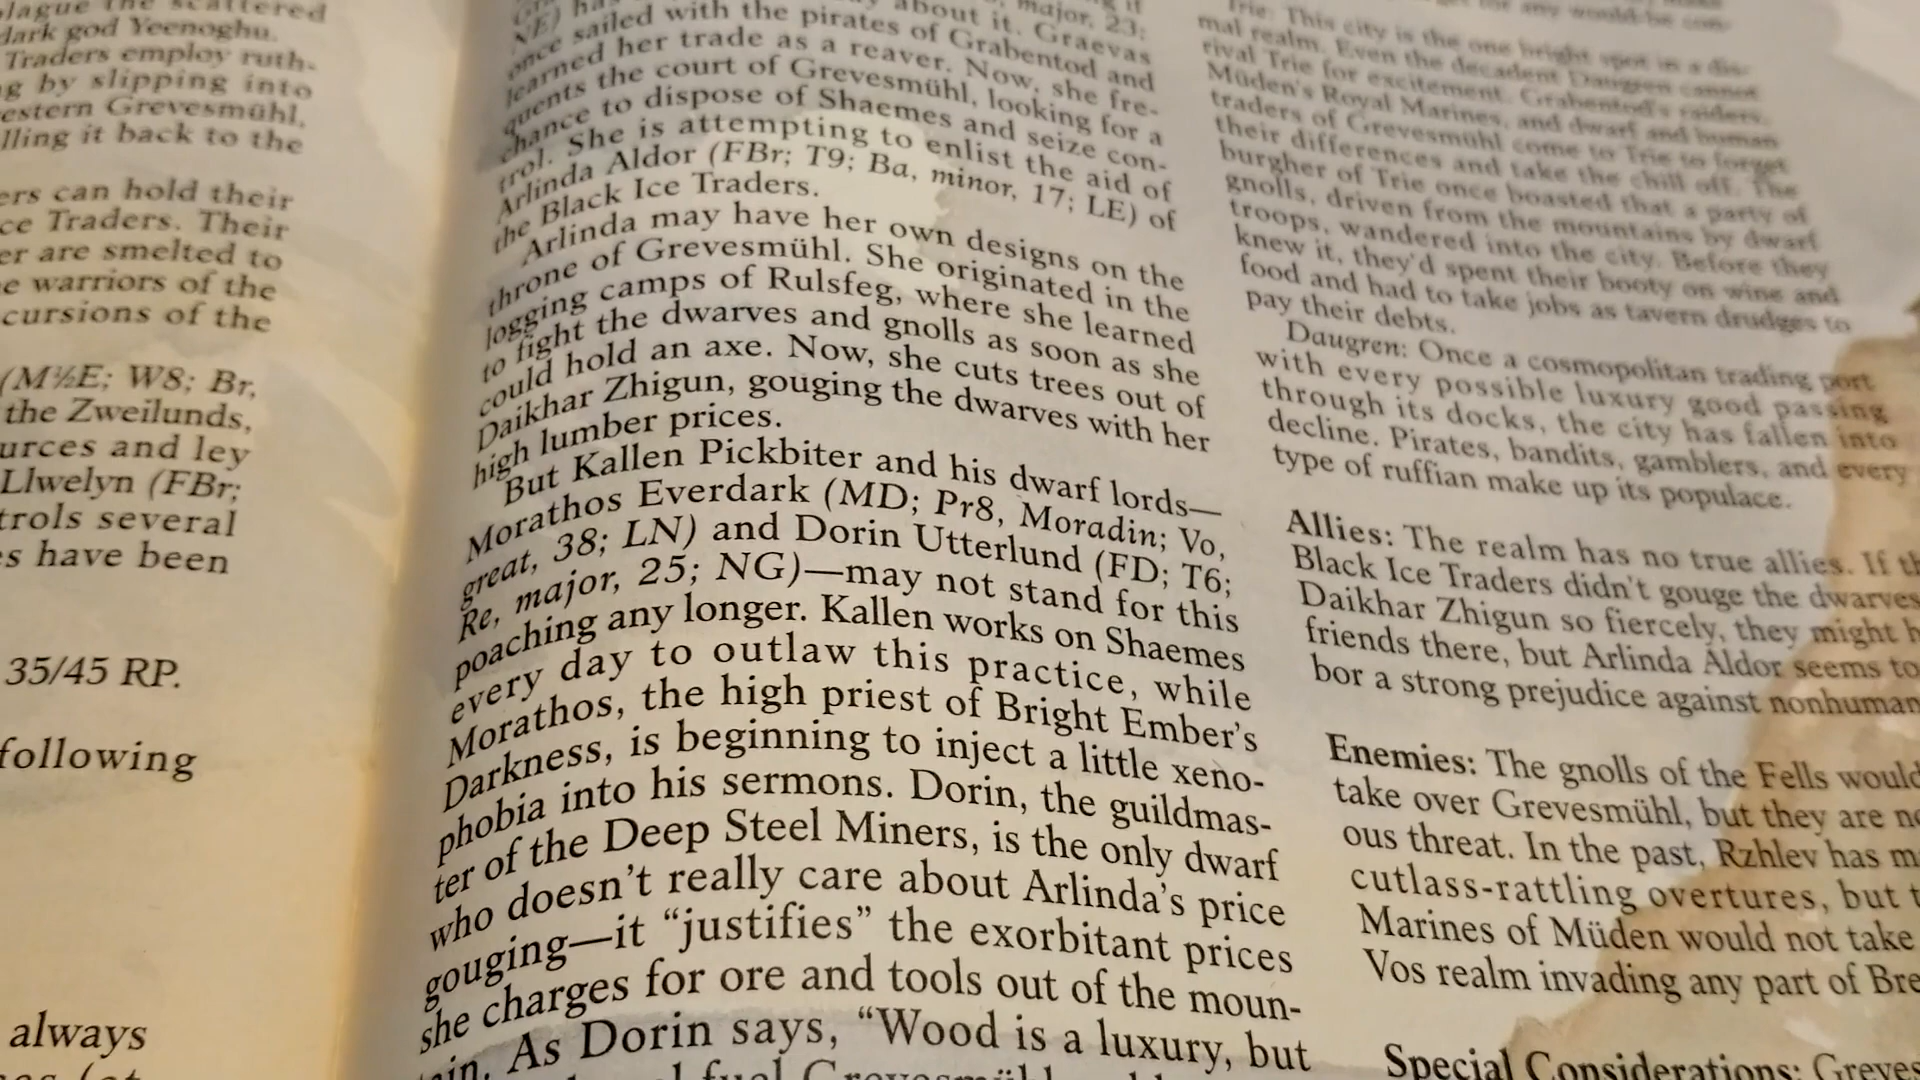 plague the scattered
dark god Yeenoghu.
Traders employ ruth-
g by slipping into
estern Grevesmühl,
lling it back to the
ers can hold their
ce Traders. Their
er are smelted to
e warriors of the
cursions of the
(M½E; W8; Br,
the Zweilunds,
urces and ley
Llwelyn (FBr;
trols several
s have been
35/45 RP.
following
always
NE) has about it. Graevas
once sailed with the pirates of Grabentod and
learned her trade as a reaver. Now, she fre-
quents the court of Grevesmühl, looking for a
chance to dispose of Shaemes and seize con-
trol. She is attempting to enlist the aid of
Arlinda Aldor (FBr; T9; Ba, minor, 17; LE) of
the Black Ice Traders.
Arlinda may have her own designs on the
throne of Grevesmühl. She originated in the
logging camps of Rulsfeg, where she learned
to fight the dwarves and gnolls as soon as she
could hold an axe. Now, she cuts trees out of
Daikhar Zhigun, gouging the dwarves with her
high lumber prices.
But Kallen Pickbiter and his dwarf lords—
Morathos Everdark (MD; Pr8, Moradin; Vo,
great, 38; LN) and Dorin Utterlund (FD; T6;
Re, major, 25; NG)—may not stand for this
poaching any longer. Kallen works on Shaemes
every day to outlaw this practice, while
Morathos, the high priest of Bright Ember's
Darkness, is beginning to inject a little xeno-
phobia into his sermons. Dorin, the guildmas-
ter of the Deep Steel Miners, is the only dwarf
who doesn't really care about Arlinda's price
gouging—it “justifies” the exorbitant prices
she charges for ore and tools out of the moun-
tain. As Dorin says, “Wood is a luxury, but
Trie: This city is the one bright spot in a dis-
mal realm. Even the decadent Daugren cannot
rival Trie for excitement. Grabentod's raiders,
Müden's Royal Marines, and dwarf and human
traders of Grevesmühl come to Trie to forget
their differences and take the chill off. The
burgher of Trie once boasted that a party of
gnolls, driven from the mountains by dwarf
troops, wandered into the city. Before they
knew it, they'd spent their booty on wine and
food and had to take jobs as tavern drudges to
pay their debts.
Daugren: Once a cosmopolitan trading port
with every possible luxury good passing
through its docks, the city has fallen into
decline. Pirates, bandits, gamblers, and every
type of ruffian make up its populace.
Allies: The realm has no true allies. If th
Black Ice Traders didn't gouge the dwarves
Daikhar Zhigun so fiercely, they might h
friends there, but Arlinda Aldor seems to
bor a strong prejudice against nonhuman
Enemies: The gnolls of the Fells would
take over Grevesmühl, but they are no
ous threat. In the past, Rzhlev has m
cutlass-rattling overtures, but t
Marines of Müden would not take
Vos realm invading any part of Bre
Special Considerations: Greves